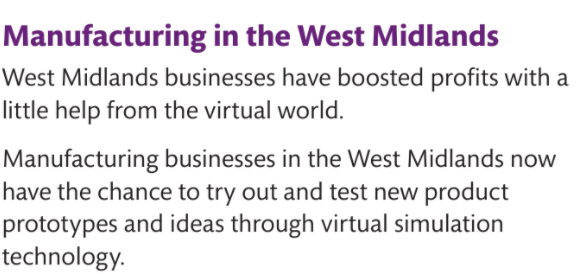 Manufacturing in the West Midlands
West Midlands businesses have boosted profits with a
little help from the virtual world.
Manufacturing businesses in the West Midlands now
have the chance to try out and test new product
prototypes and ideas through virtual simulation
technology.